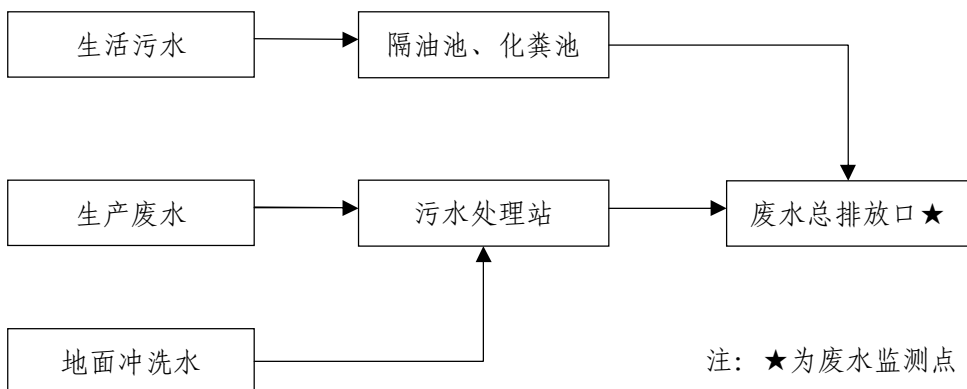 生活污水
隔油池、化粪池
生产废水
污水处理站
废水总排放口★
地面冲洗水
注：★为废水监测点